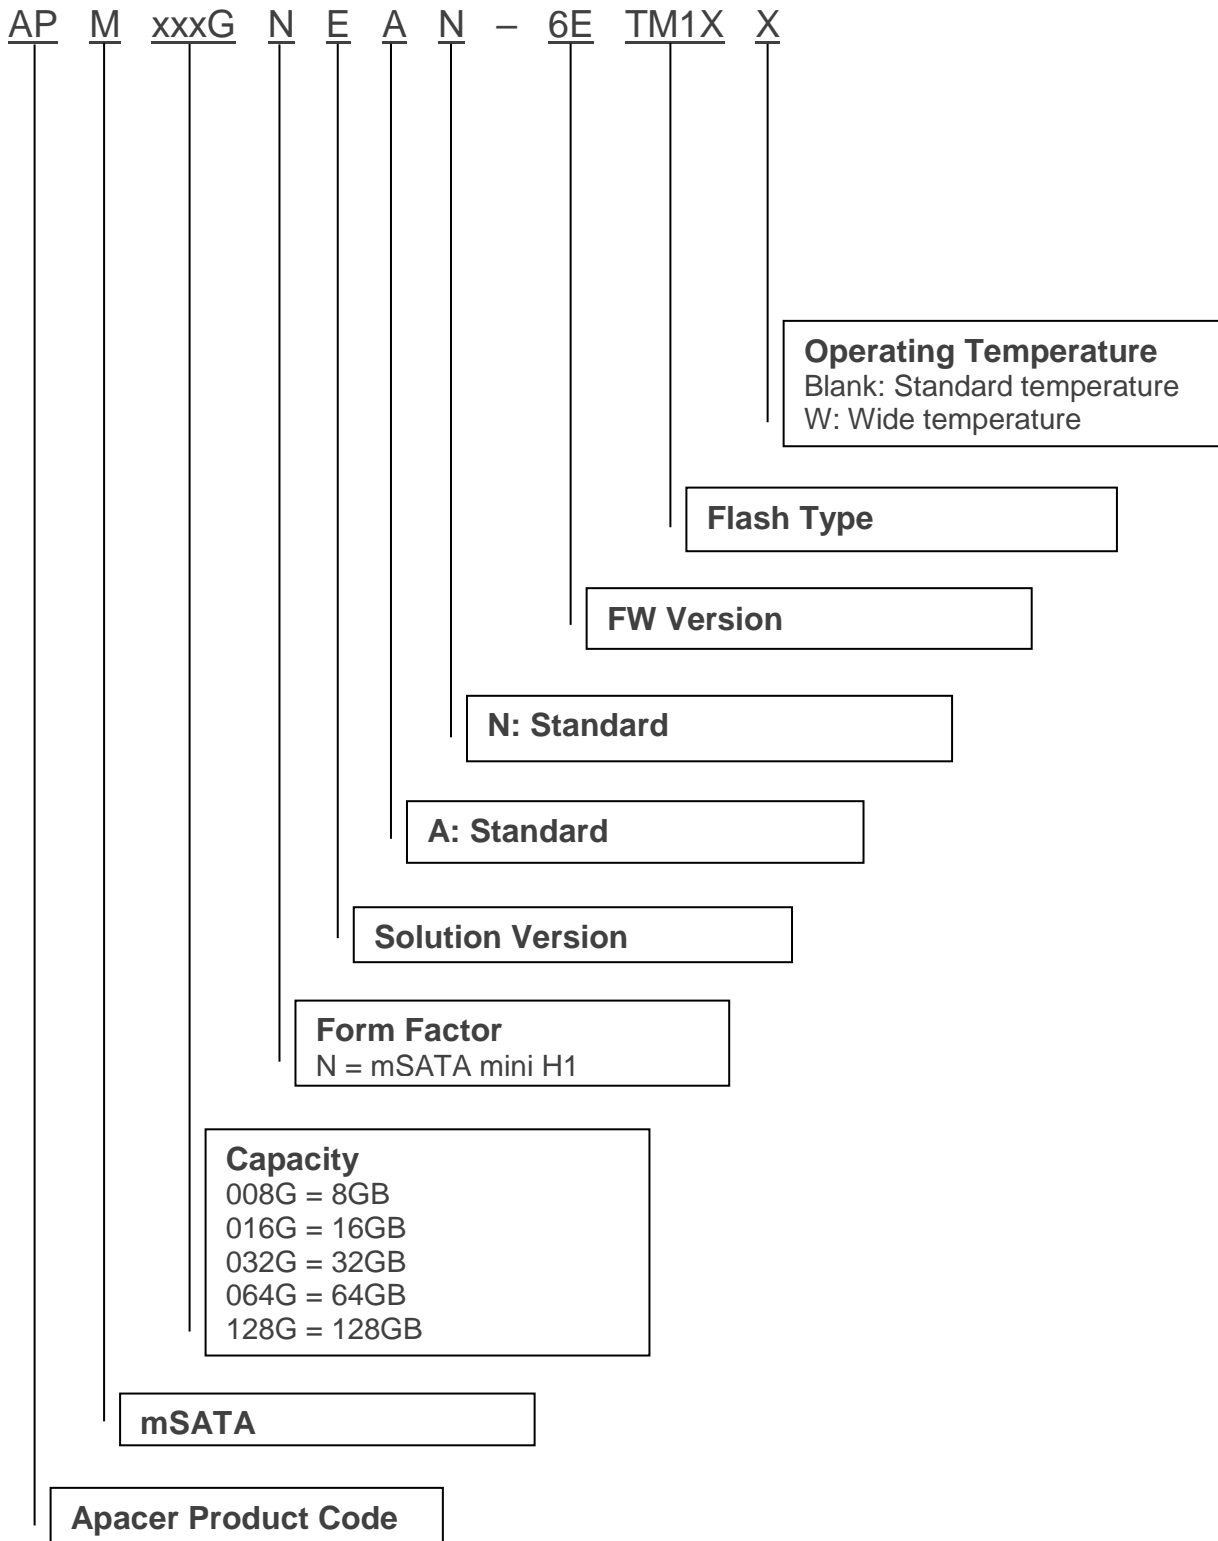 AP M xxxG N E A N – 6E TM1X X
Operating Temperature
Blank: Standard temperature
W: Wide temperature
Flash Type
FW Version
N: Standard
A: Standard
Solution Version
Form Factor
N = mSATA mini H1
Capacity
008G = 8GB
016G = 16GB
032G = 32GB
064G = 64GB
128G = 128GB
mSATA
Apacer Product Code